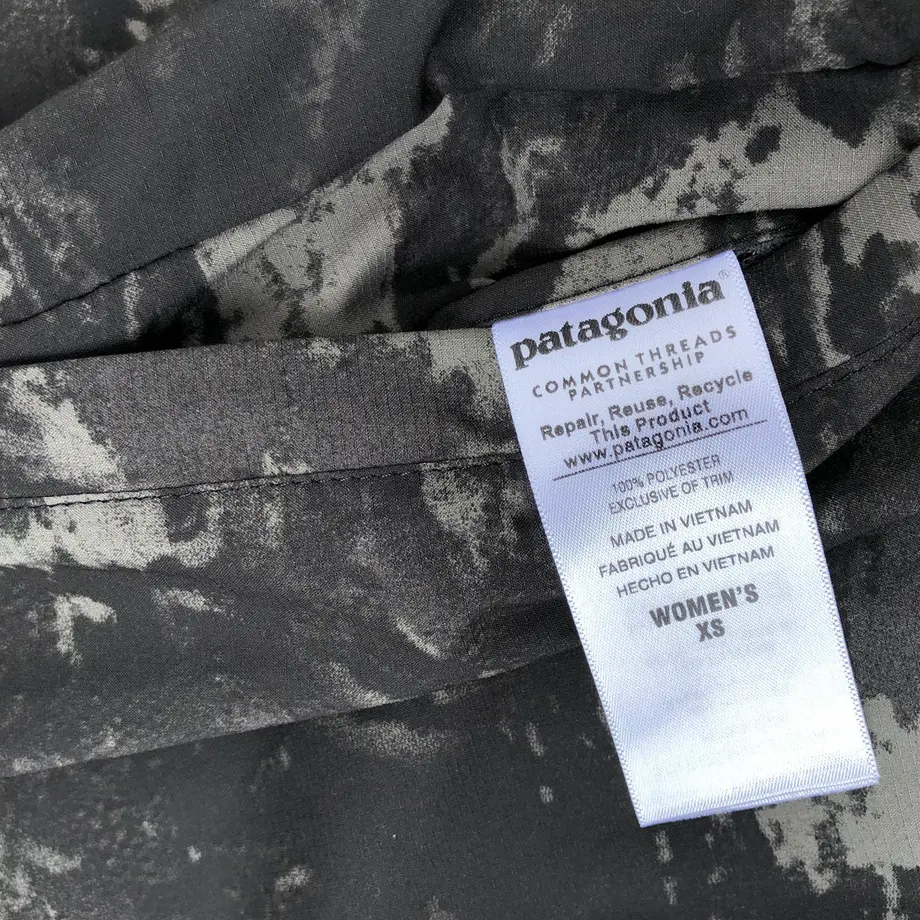 patagonia®
COMMON THREADS
PARTNERSHIP
Repair, Reuse, Recycle
This Product
www.patagonia.com
100% POLYESTER
EXCLUSIVE OF TRIM
MADE IN VIETNAM
FABRIQUÉ AU VIETNAM
HECHO EN VIETNAM
WOMEN'S
XS